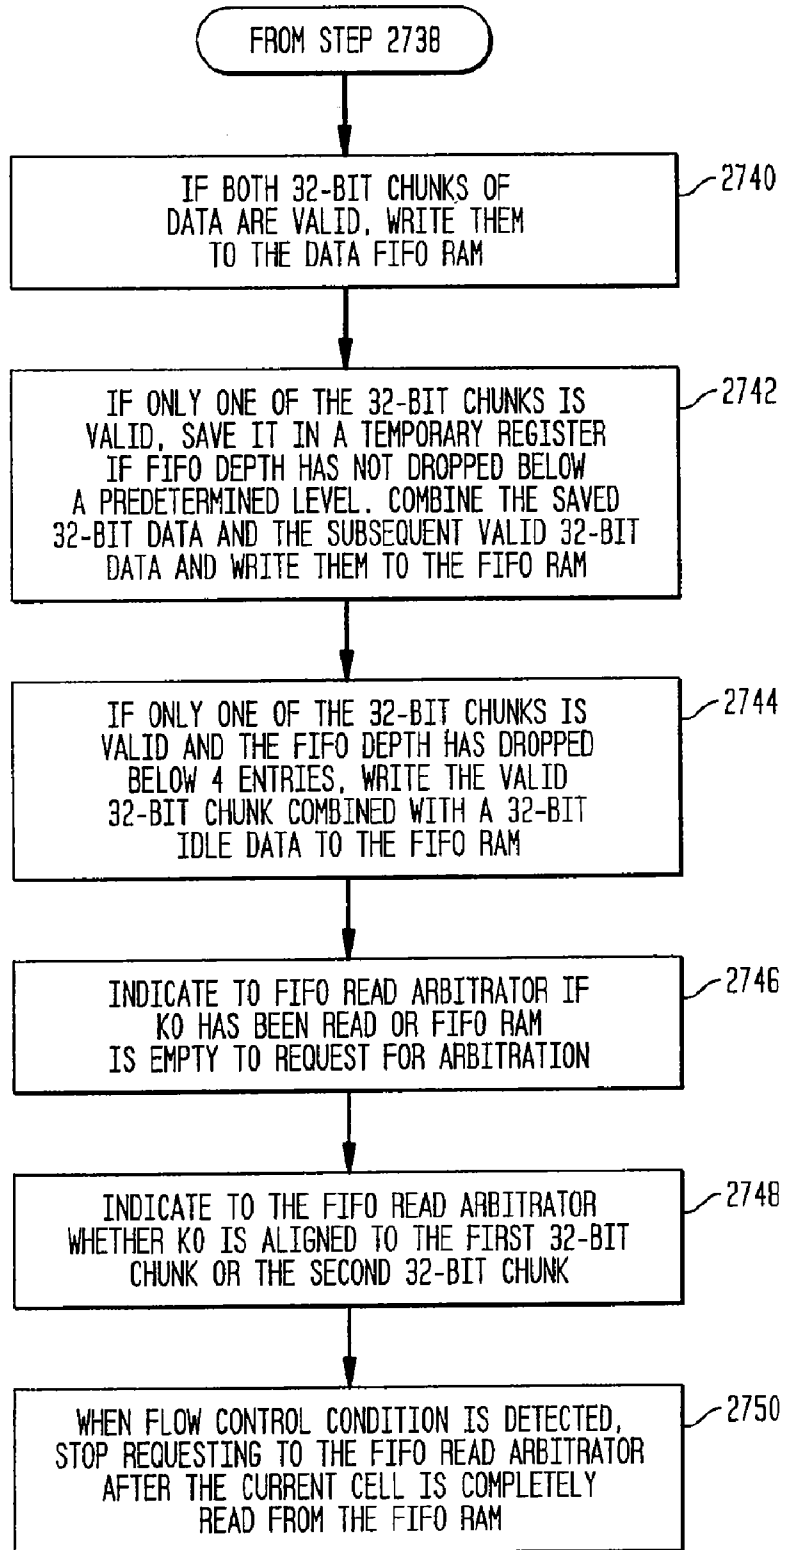 FROM STEP 2738
IF BOTH 32-BIT CHUNKS OF
DATA ARE VALID, WRITE THEM
TO THE DATA FIFO RAM
2740
IF ONLY ONE OF THE 32-BIT CHUNKS IS
VALID, SAVE IT IN A TEMPORARY REGISTER
IF FIFO DEPTH HAS NOT DROPPED BELOW
A PREDETERMINED LEVEL. COMBINE THE SAVED
32-BIT DATA AND THE SUBSEQUENT VALID 32-BIT
DATA AND WRITE THEM TO THE FIFO RAM
2742
IF ONLY ONE OF THE 32-BIT CHUNKS IS
VALID AND THE FIFO DEPTH HAS DROPPED
BELOW 4 ENTRIES, WRITE THE VALID
32-BIT CHUNK COMBINED WITH A 32-BIT
IDLE DATA TO THE FIFO RAM
2744
INDICATE TO FIFO READ ARBITRATOR IF
K0 HAS BEEN READ OR FIFO RAM
IS EMPTY TO REQUEST FOR ARBITRATION
2746
INDICATE TO THE FIFO READ ARBITRATOR
WHETHER K0 IS ALIGNED TO THE FIRST 32-BIT
CHUNK OR THE SECOND 32-BIT CHUNK
2748
WHEN FLOW CONTROL CONDITION IS DETECTED,
STOP REQUESTING TO THE FIFO READ ARBITRATOR
AFTER THE CURRENT CELL IS COMPLETELY
READ FROM THE FIFO RAM
2750